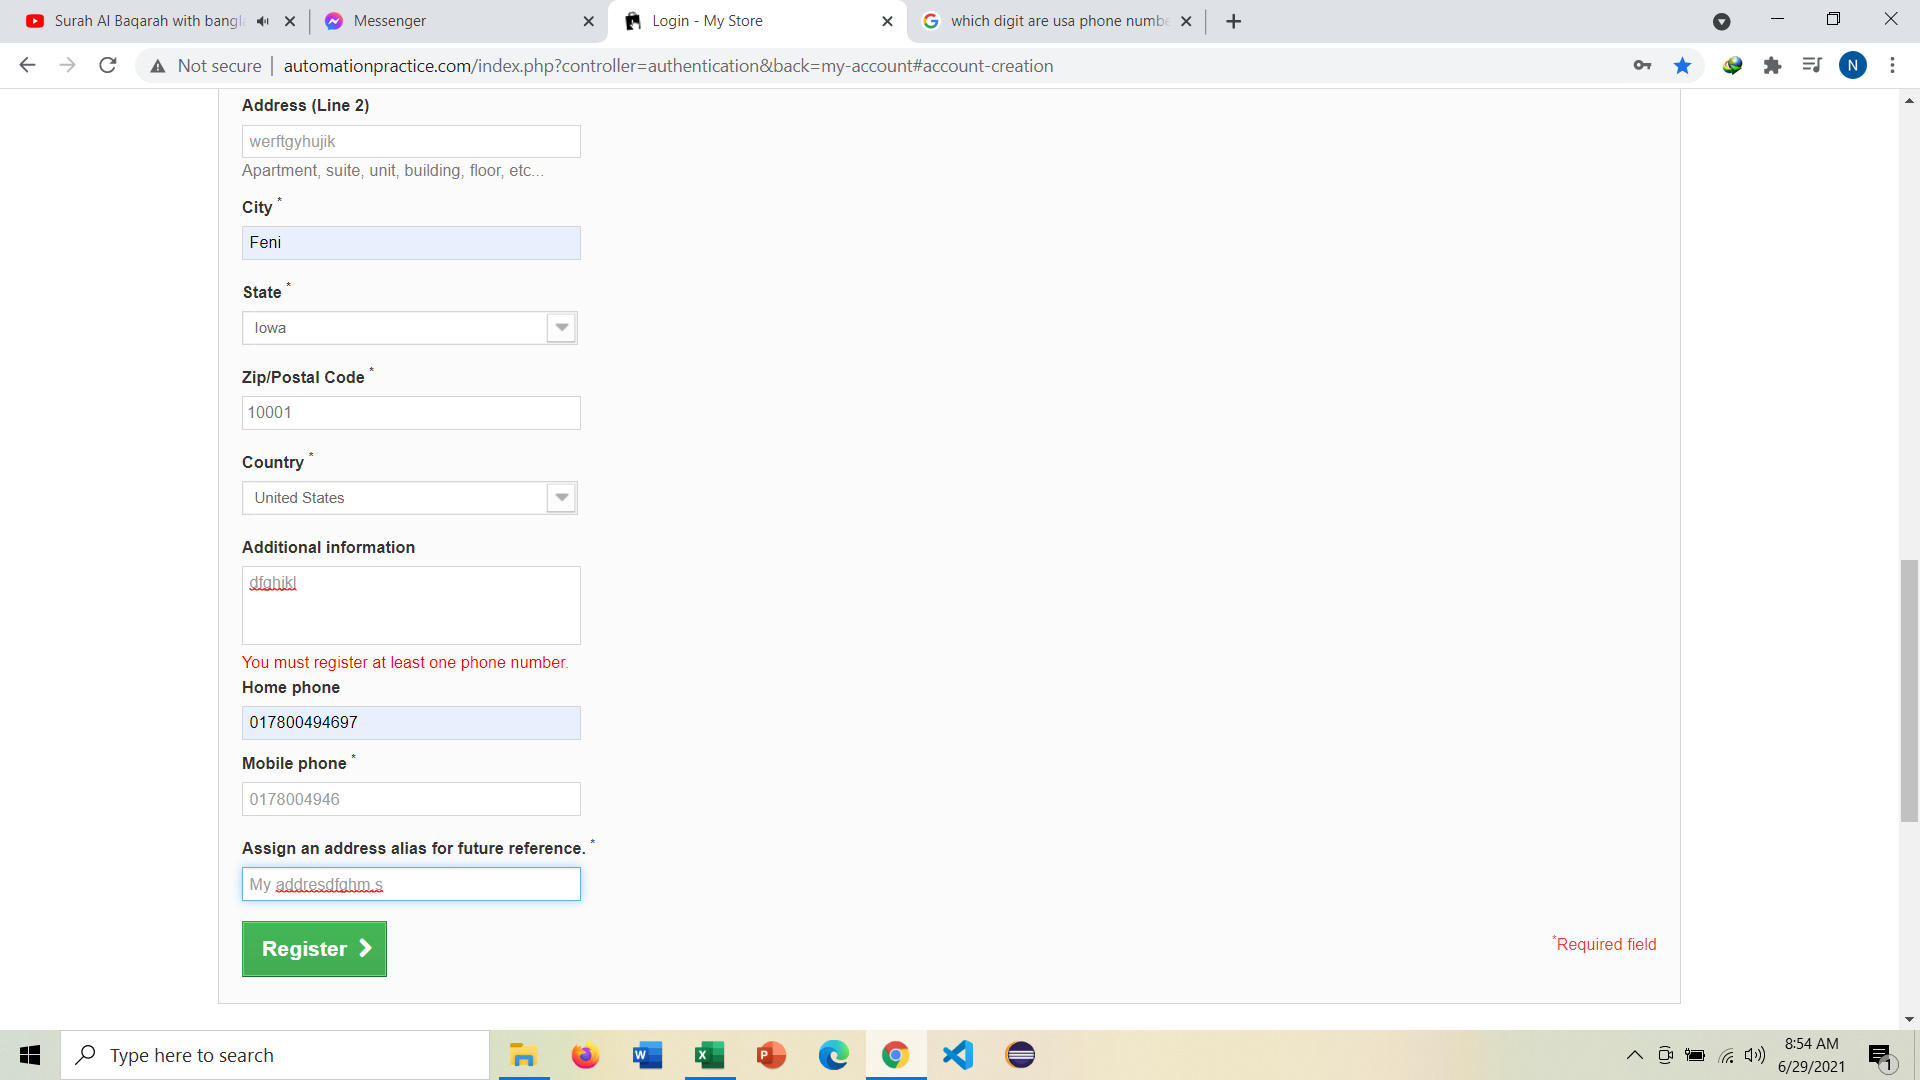 Surah Al Baqarah with bangla
Messenger
Login - My Store
which digit are usa phone numbe
Not secure
automationpractice.com/index.php?controller=authentication&back=my-account#account-creation
N
Address (Line 2)
werftgyhujik
Apartment, suite, unit, building, floor, etc...
City *
Feni
State *
Iowa
Zip/Postal Code *
10001
Country *
United States
Additional information
dfghjkl
You must register at least one phone number.
Home phone
017800494697
Mobile phone *
0178004946
Assign an address alias for future reference. *
My addresdfghm,s
Register
*Required field
Type here to search
8:54 AM
6/29/2021
1